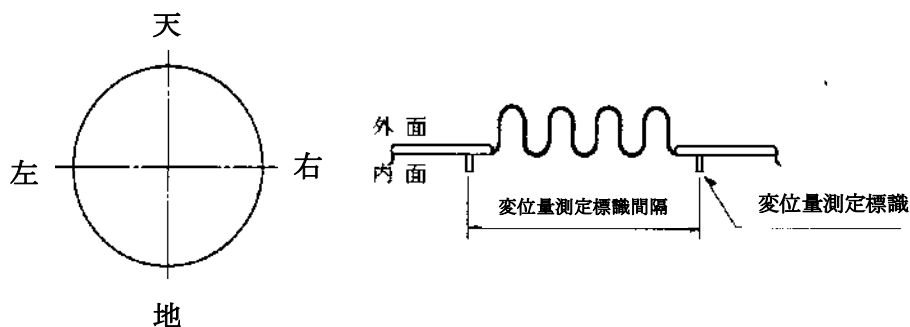 天
左
右
地
外 面
内 面
変位量測定標識間隔
変位量測定標識